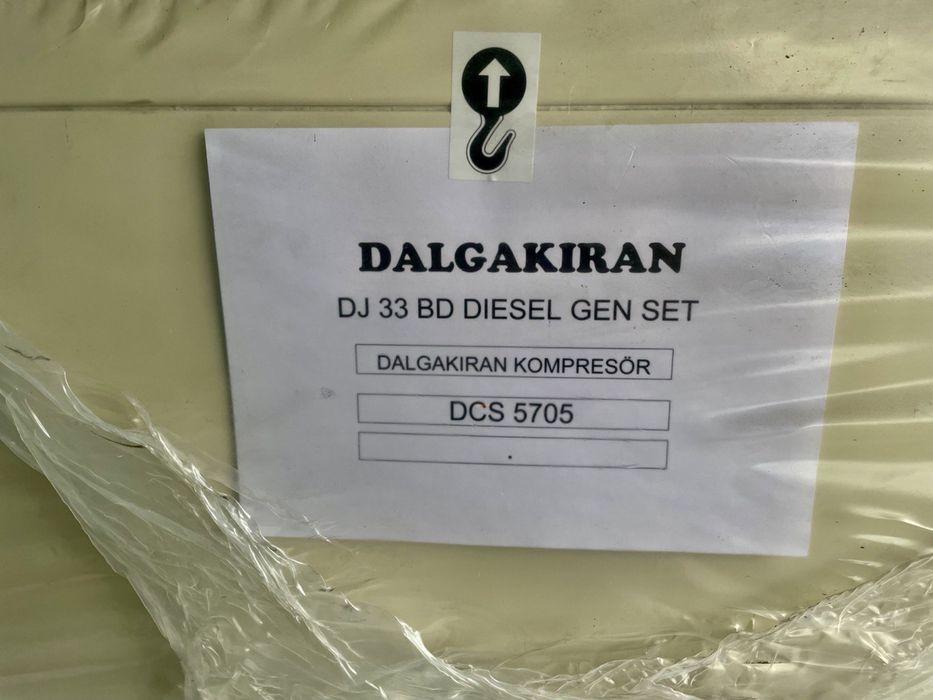 DALGAKIRAN
DJ 33 BD DIESEL GEN SET
DALGAKIRAN KOMPRESÖR
DCS 5705
.